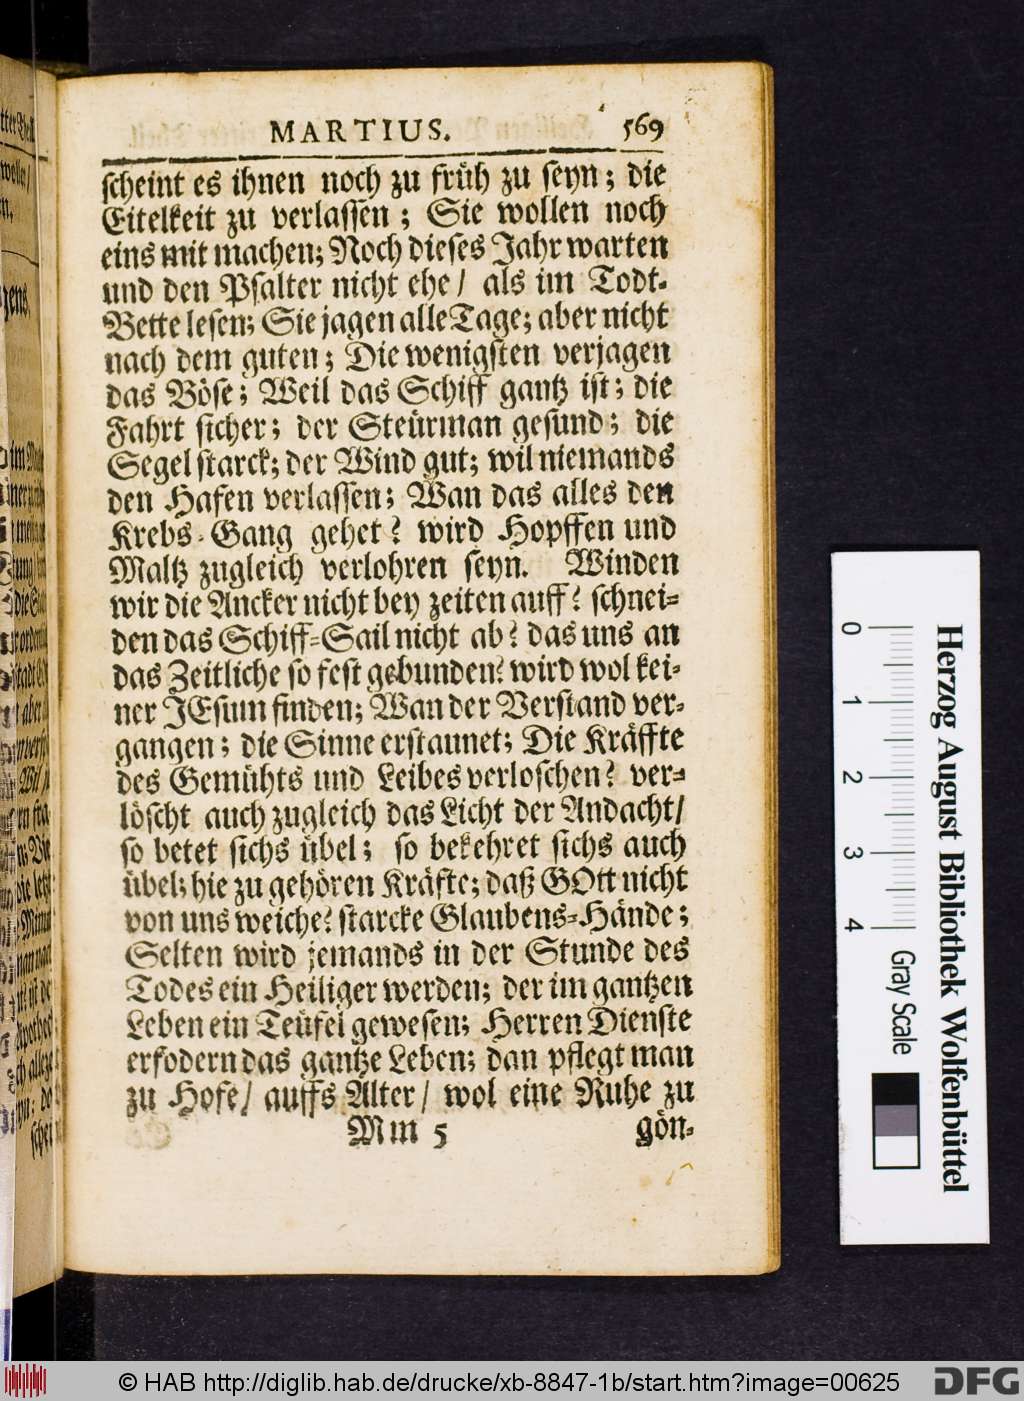 MARTIUS. 569
scheint es ihnen noch zu früh zu seyn; die
Eitelkeit zu verlassen; Sie wollen noch
eins mit machen; Noch dieses Jahr warten
und den Psalter nicht ehe/ als im Todt-
Bette lesen; Sie jagen alle Tage; aber nicht
nach dem guten; Die wenigsten verjagen
das Böse; Weil das Schiff gantz ist; die
Fahrt sicher; der Steürman gesund; die
Segel starck; der Wind gut; wil niemands
den Hafen verlassen; Wan das alles den
Krebs-Gang gehet? wird Hopffen und
Maltz zugleich verlohren seyn. Winden
wir die Ancker nicht bey zeiten auff? schnei-
den das Schiff-Sail nicht ab? das uns an
das Zeitliche so fest gebunden? wird wol kei-
ner JEsum finden; Wan der Verstand ver-
gangen; die Sinne erstaunet; Die Kräffte
des Gemühts und Leibes verloschen? ver-
löscht auch zugleich das Licht der Andacht/
so betet sichs übel; so bekehret sichs auch
übel; hie zu gehören Kräfte; daß GOtt nicht
von uns weiche? starcke Glaubens-Hände;
Selten wird jemands in der Stunde des
Todes ein Heiliger werden; der im gantzen
Leben ein Teüfel gewesen; Herren Dienste
erfodern das gantze Leben; dan pflegt man
zu Hofe/ auffs Alter/ wol eine Ruhe zu
Mm 5 gön-
0 1 2 3 4 Gray Scale
Herzog August Bibliothek Wolfenbüttel
© HAB http://diglib.hab.de/drucke/xb-8847-1b/start.htm?image=00625
DFG